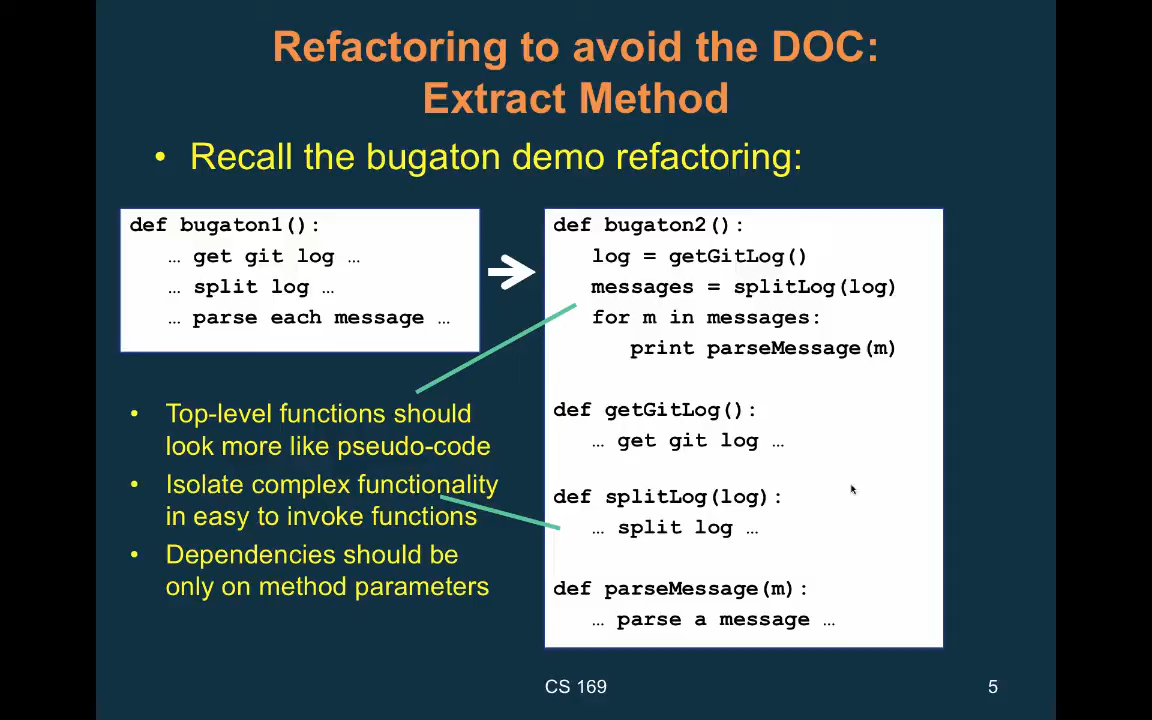 Refactoring to avoid the DOC:
Extract Method
• Recall the bugaton demo refactoring:
def bugaton1():
… get git log …
… split log …
… parse each message …
def bugaton2():
log = getGitLog()
messages = splitLog(log)
for m in messages:
print parseMessage(m)
def getGitLog():
… get git log …
def splitLog(log):
… split log …
def parseMessage(m):
… parse a message …
• Top-level functions should
look more like pseudo-code
• Isolate complex functionality
in easy to invoke functions
• Dependencies should be
only on method parameters
CS 169
5